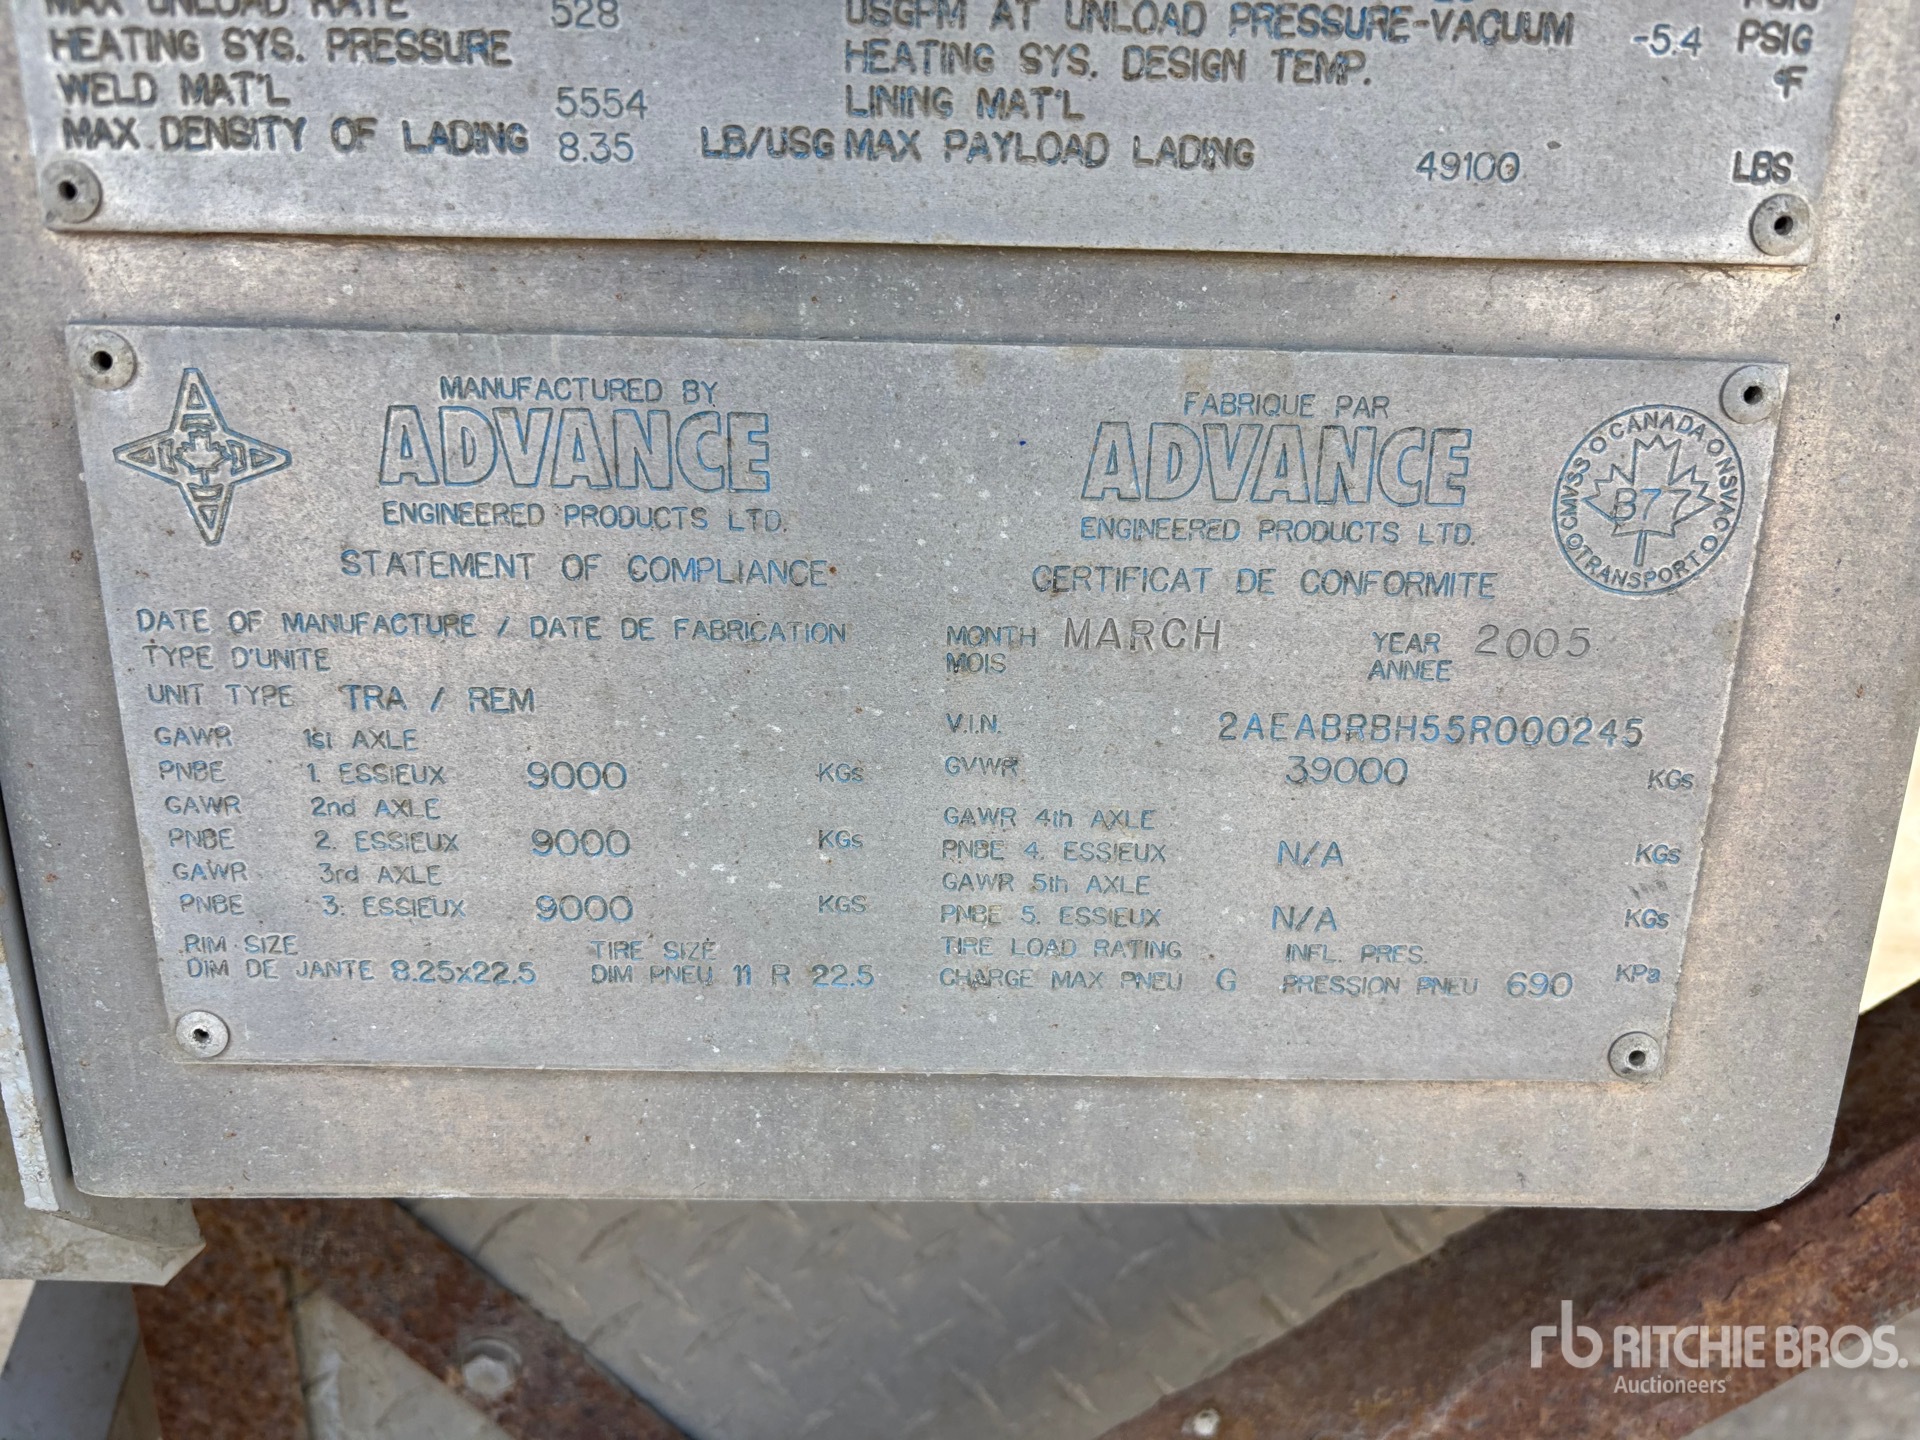 MAX UNLOAD RATE 528 USGPM AT UNLOAD PRESSURE-VACUUM -5.4 PSIG
HEATING SYS. PRESSURE HEATING SYS. DESIGN TEMP. °F
WELD MAT'L 5554 LINING MAT'L
MAX DENSITY OF LADING 8.35 LB/USG MAX PAYLOAD LADING 49100 LBS
MANUFACTURED BY
ADVANCE
ENGINEERED PRODUCTS LTD.
STATEMENT OF COMPLIANCE
FABRIQUE PAR
ADVANCE
ENGINEERED PRODUCTS LTD.
CERTIFICAT DE CONFORMITE
CANADA NSVAC TRANSPORT CMVSS
B77
DATE OF MANUFACTURE / DATE DE FABRICATION MONTH MARCH YEAR 2005
MOIS ANNEE
TYPE D'UNITE
UNIT TYPE TRA / REM V.I.N. 2AEABRBH55R000245
GAWR 1st AXLE
PNBE 1. ESSIEUX 9000 KGs GVWR 39000 KGs
GAWR 2nd AXLE GAWR 4th AXLE
PNBE 2. ESSIEUX 9000 KGs PNBE 4. ESSIEUX N/A KGs
GAWR 3rd AXLE GAWR 5th AXLE
PNBE 3. ESSIEUX 9000 KGS PNBE 5. ESSIEUX N/A KGs
RIM SIZE TIRE SIZE TIRE LOAD RATING INFL. PRES.
DIM DE JANTE 8.25x22.5 DIM PNEU 11 R 22.5 CHARGE MAX PNEU G PRESSION PNEU 690 KPa
rb RITCHIE BROS.
Auctioneers